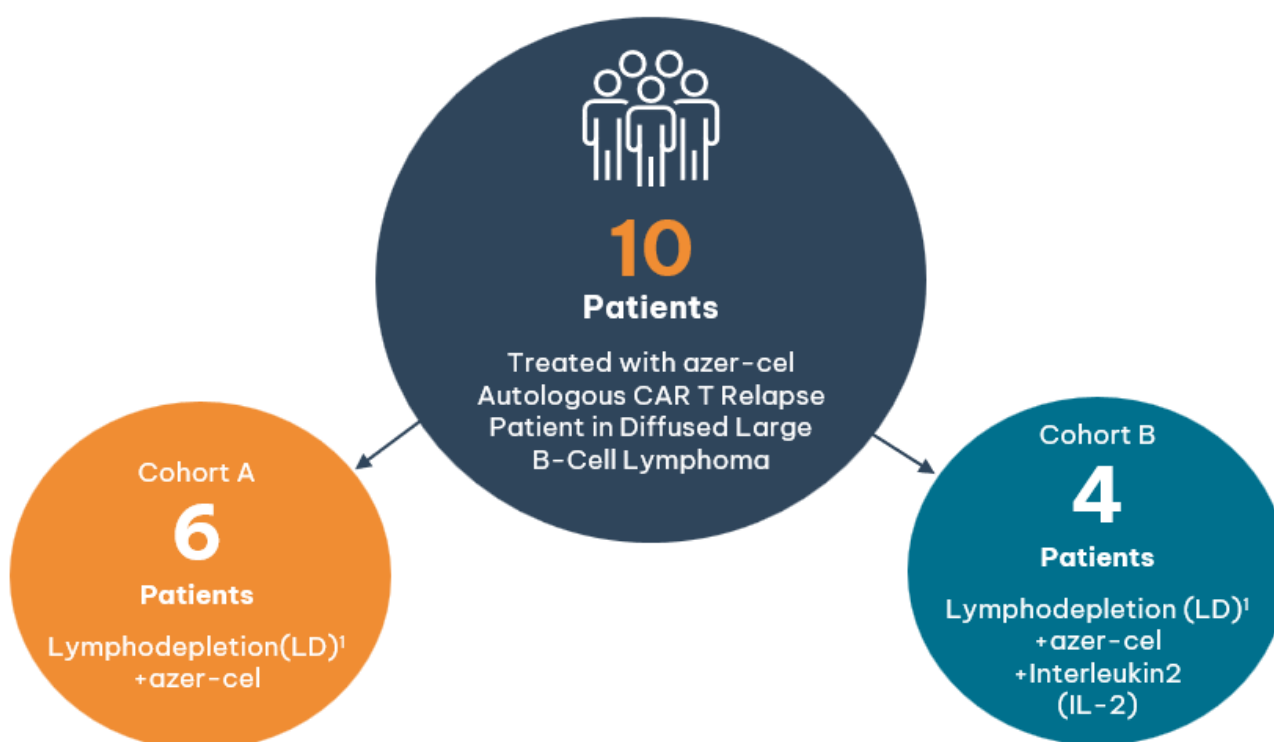 10
Patients
Treated with azer-cel
Autologous CAR T Relapse
Patient in Diffused Large
B-Cell Lymphoma
Cohort A
6
Patients
Lymphodepletion(LD)¹
+azer-cel
Cohort B
4
Patients
Lymphodepletion (LD)¹
+azer-cel
+Interleukin2
(IL-2)